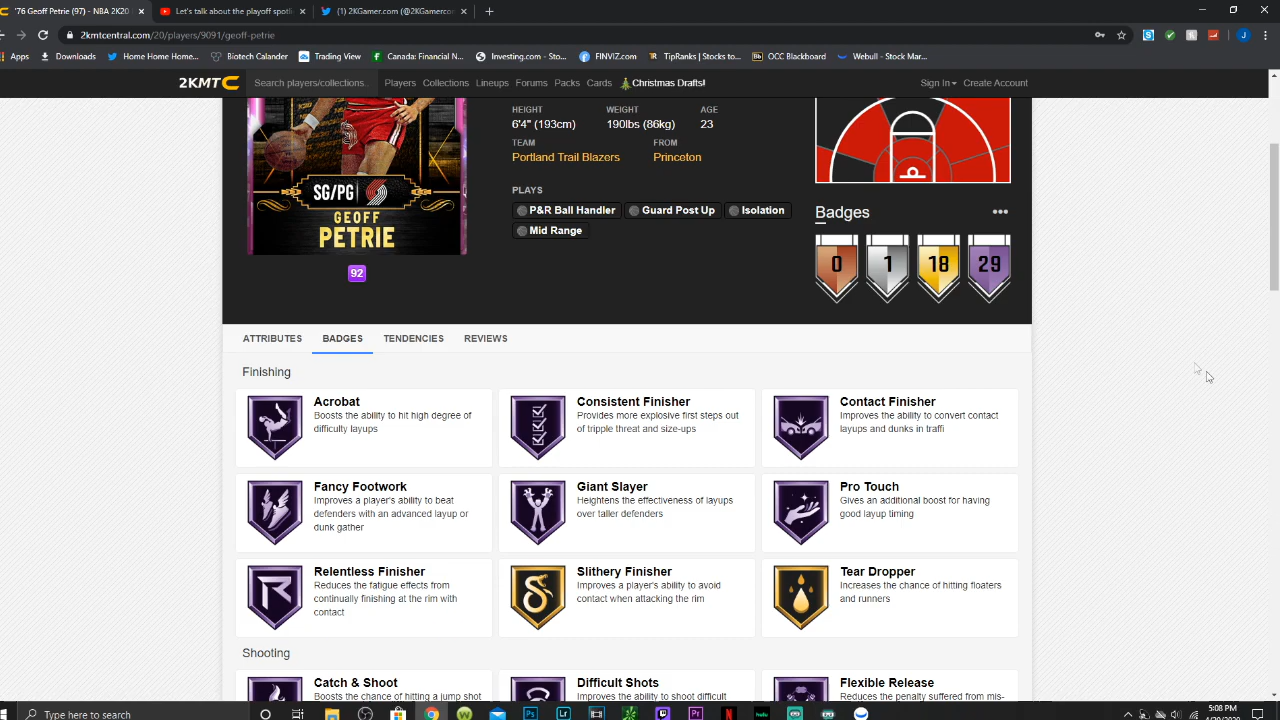 '76 Geoff Petrie (97) - NBA 2K20
Let's talk about the playoff spotli
(1) 2KGamer.com (@2KGamercor
2kmtcentral.com/20/players/9091/geoff-petrie
Apps
Downloads
Home Home Home...
Biotech Calander
Trading View
Canada: Financial N...
Investing.com - Sto...
FINVIZ.com
TipRanks | Stocks to...
Bb OCC Blackboard
Webull - Stock Mar...
2KMTC
Search players/collections..
Players
Collections
Lineups
Forums
Packs
Cards
Christmas Drafts!
Sign In
Create Account
HEIGHT
WEIGHT
AGE
6'4" (193cm)
190lbs (86kg)
23
TEAM
FROM
Portland Trail Blazers
Princeton
PLAYS
P&R Ball Handler
Guard Post Up
Isolation
Mid Range
SG/PG
GEOFF
PETRIE
92
Badges
0
1
18
29
ATTRIBUTES
BADGES
TENDENCIES
REVIEWS
Finishing
Acrobat
Boosts the ability to hit high degree of
difficulty layups
Consistent Finisher
Provides more explosive first steps out
of tripple threat and size-ups
Contact Finisher
Improves the ability to convert contact
layups and dunks in traffi
Fancy Footwork
Improves a player's ability to beat
defenders with an advanced layup or
dunk gather
Giant Slayer
Heightens the effectiveness of layups
over taller defenders
Pro Touch
Gives an additional boost for having
good layup timing
Relentless Finisher
Reduces the fatigue effects from
continually finishing at the rim with
contact
Slithery Finisher
Improves a player's ability to avoid
contact when attacking the rim
Tear Dropper
Increases the chance of hitting floaters
and runners
Shooting
Catch & Shoot
Boosts the chance of hitting a jump shot
Difficult Shots
Improves the ability to shoot difficult
Flexible Release
Reduces the penalty suffered from mis-
Type here to search
5:08 PM
4/20/2020